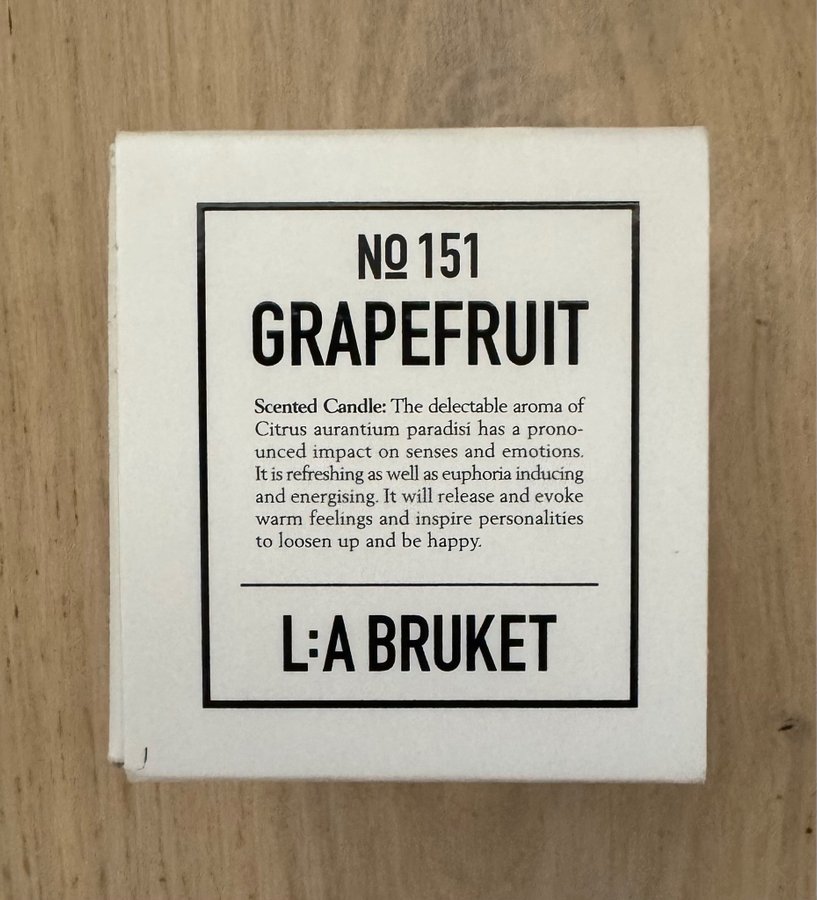 Nº 151
GRAPEFRUIT
Scented Candle: The delectable aroma of
Citrus aurantium paradisi has a prono-
unced impact on senses and emotions.
It is refreshing as well as euphoria inducing
and energising. It will release and evoke
warm feelings and inspire personalities
to loosen up and be happy.
L:A BRUKET